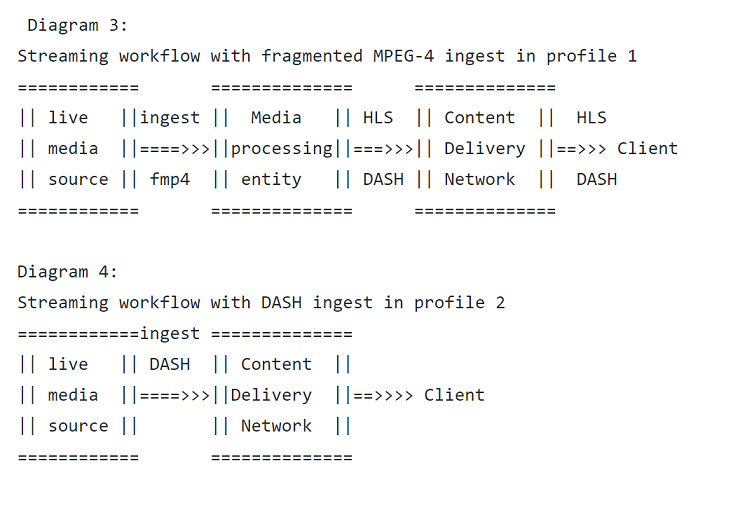 Diagram 3:
Streaming workflow with fragmented MPEG-4 ingest in profile 1
============       ==============      ==============
|| live   ||ingest ||  Media   || HLS  || Content  ||  HLS
|| media  ||====>>>||processing||===>>>|| Delivery ||==>>> Client
|| source || fmp4  || entity   || DASH || Network  ||  DASH
============       ==============      ==============
Diagram 4:
Streaming workflow with DASH ingest in profile 2
============ingest ==============
|| live   || DASH  || Content  ||
|| media  ||====>>>||Delivery  ||==>>>> Client
|| source ||       || Network  ||
============       ==============